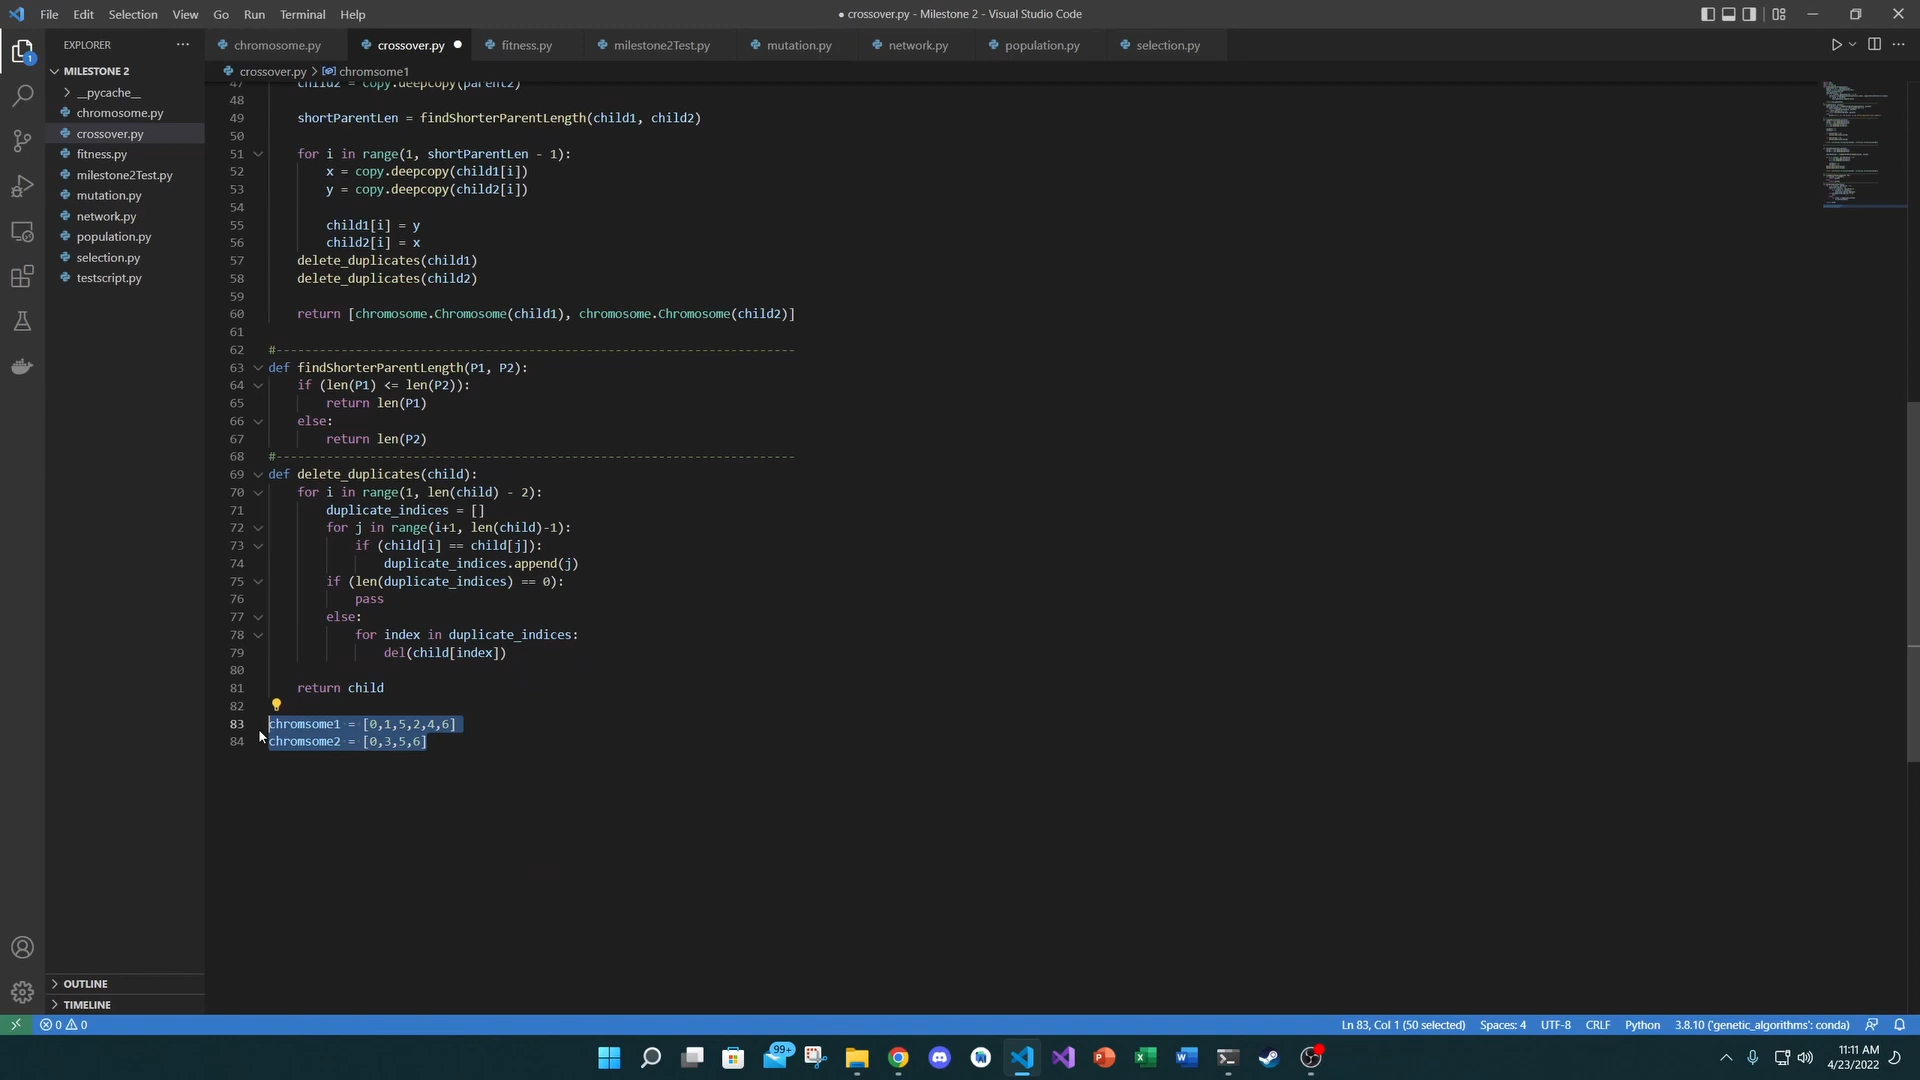 File Edit Selection View Go Run Terminal Help
● crossover.py - Milestone 2 - Visual Studio Code
EXPLORER
chromosome.py crossover.py fitness.py milestone2Test.py mutation.py network.py population.py selection.py
crossover.py > chromsome1
MILESTONE 2
__pycache__
chromosome.py
crossover.py
fitness.py
milestone2Test.py
mutation.py
network.py
population.py
selection.py
testscript.py
OUTLINE
TIMELINE
47 child2 = copy.deepcopy(parent2)
48
49 shortParentLen = findShorterParentLength(child1, child2)
50
51 for i in range(1, shortParentLen - 1):
52 x = copy.deepcopy(child1[i])
53 y = copy.deepcopy(child2[i])
54
55 child1[i] = y
56 child2[i] = x
57 delete_duplicates(child1)
58 delete_duplicates(child2)
59
60 return [chromosome.Chromosome(child1), chromosome.Chromosome(child2)]
61
62 #------------------------------------------------------------------------
63 def findShorterParentLength(P1, P2):
64 if (len(P1) <= len(P2)):
65 return len(P1)
66 else:
67 return len(P2)
68 #------------------------------------------------------------------------
69 def delete_duplicates(child):
70 for i in range(1, len(child) - 2):
71 duplicate_indices = []
72 for j in range(i+1, len(child)-1):
73 if (child[i] == child[j]):
74 duplicate_indices.append(j)
75 if (len(duplicate_indices) == 0):
76 pass
77 else:
78 for index in duplicate_indices:
79 del(child[index])
80
81 return child
82
83 chromsome1 = [0,1,5,2,4,6]
84 chromsome2 = [0,3,5,6]
0 0 Ln 83, Col 1 (50 selected) Spaces: 4 UTF-8 CRLF Python 3.8.10 ('genetic_algorithms': conda)
99+
11:11 AM
4/23/2022